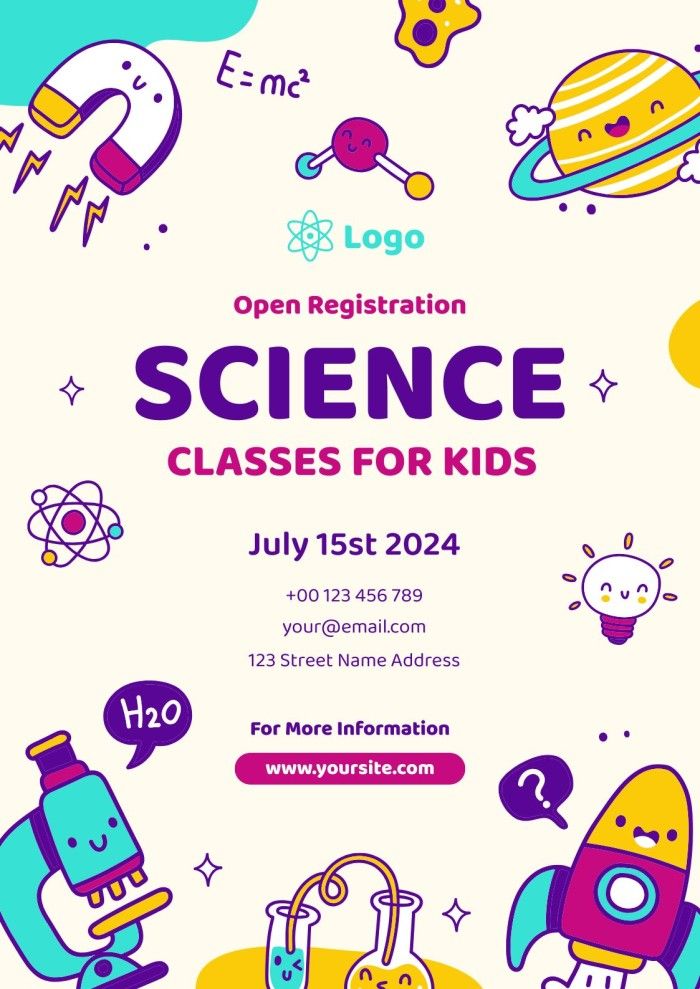 E=mc²
Logo
Open Registration
SCIENCE
CLASSES FOR KIDS
July 15st 2024
+00 123 456 789
your@email.com
123 Street Name Address
H2O
For More Information
www.yoursite.com
?